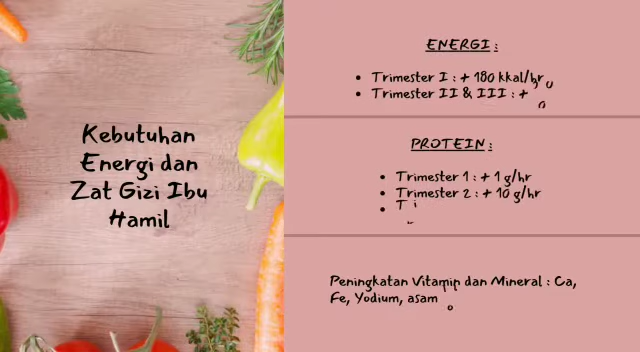 Kebutuhan
Energi dan
Zat Gizi Ibu
Hamil
ENERGI :
• Trimester I : + 180 kkal/hr
• Trimester II & III : +
PROTEIN :
• Trimester 1 : + 1 g/hr
• Trimester 2 : + 10 g/hr
•
Peningkatan Vitamin dan Mineral : Ca,
Fe, Yodium, asam